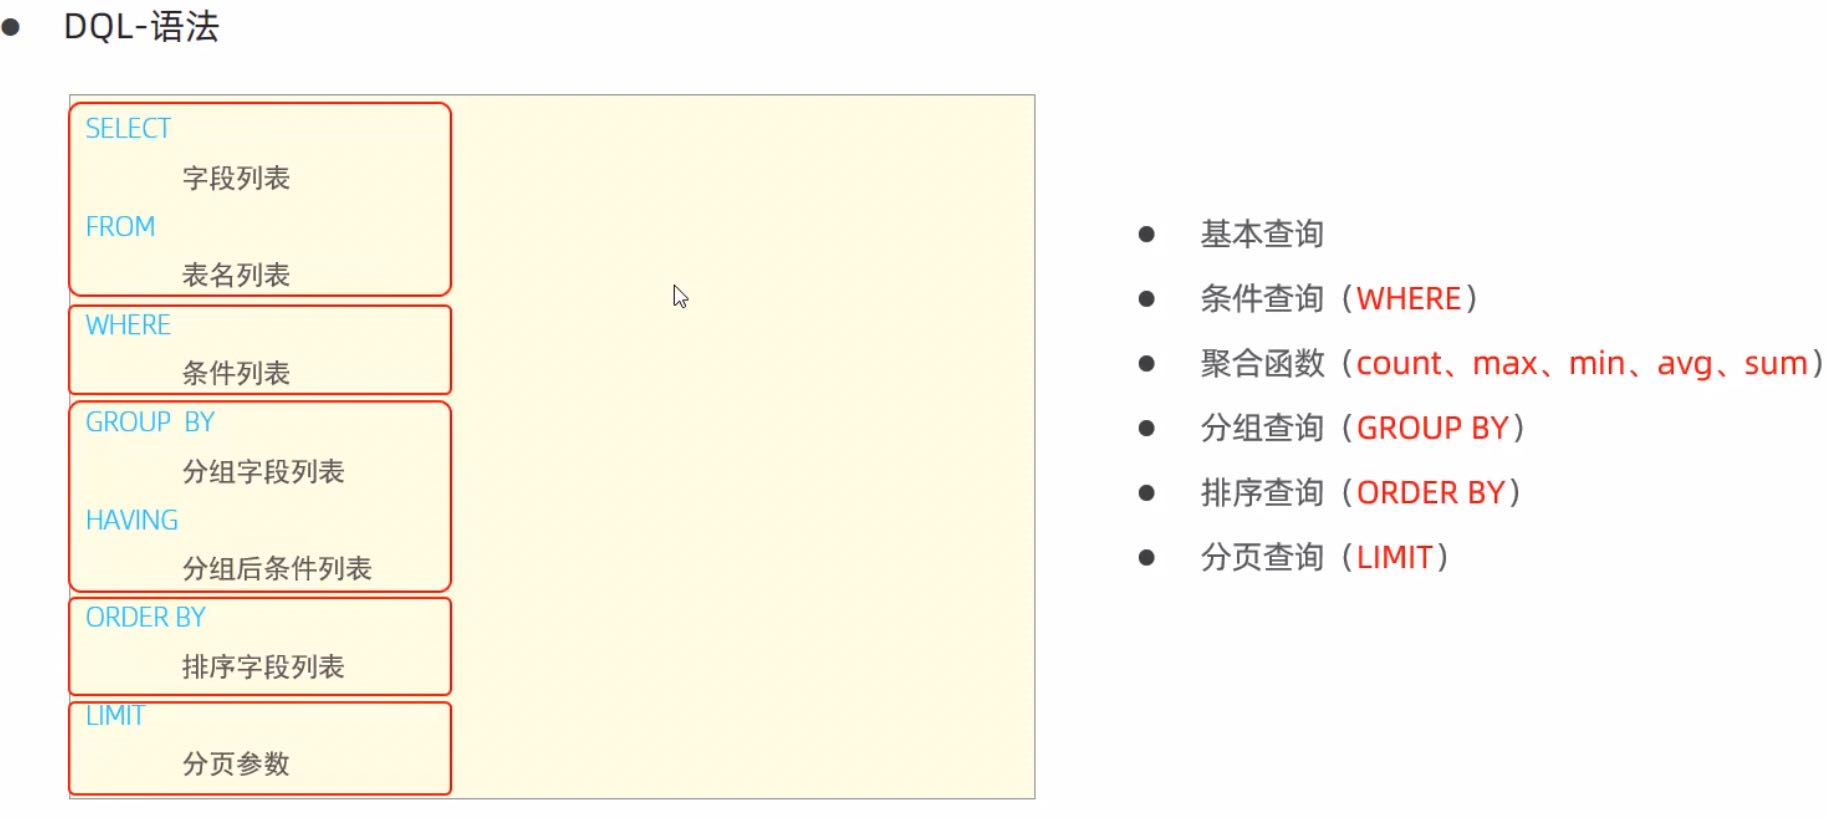 DQL-语法
SELECT
字段列表
FROM
表名列表
WHERE
条件列表
GROUP BY
分组字段列表
HAVING
分组后条件列表
ORDER BY
排序字段列表
LIMIT
分页参数
基本查询
条件查询（WHERE）
聚合函数（count、max、min、avg、sum）
分组查询（GROUP BY）
排序查询（ORDER BY）
分页查询（LIMIT）